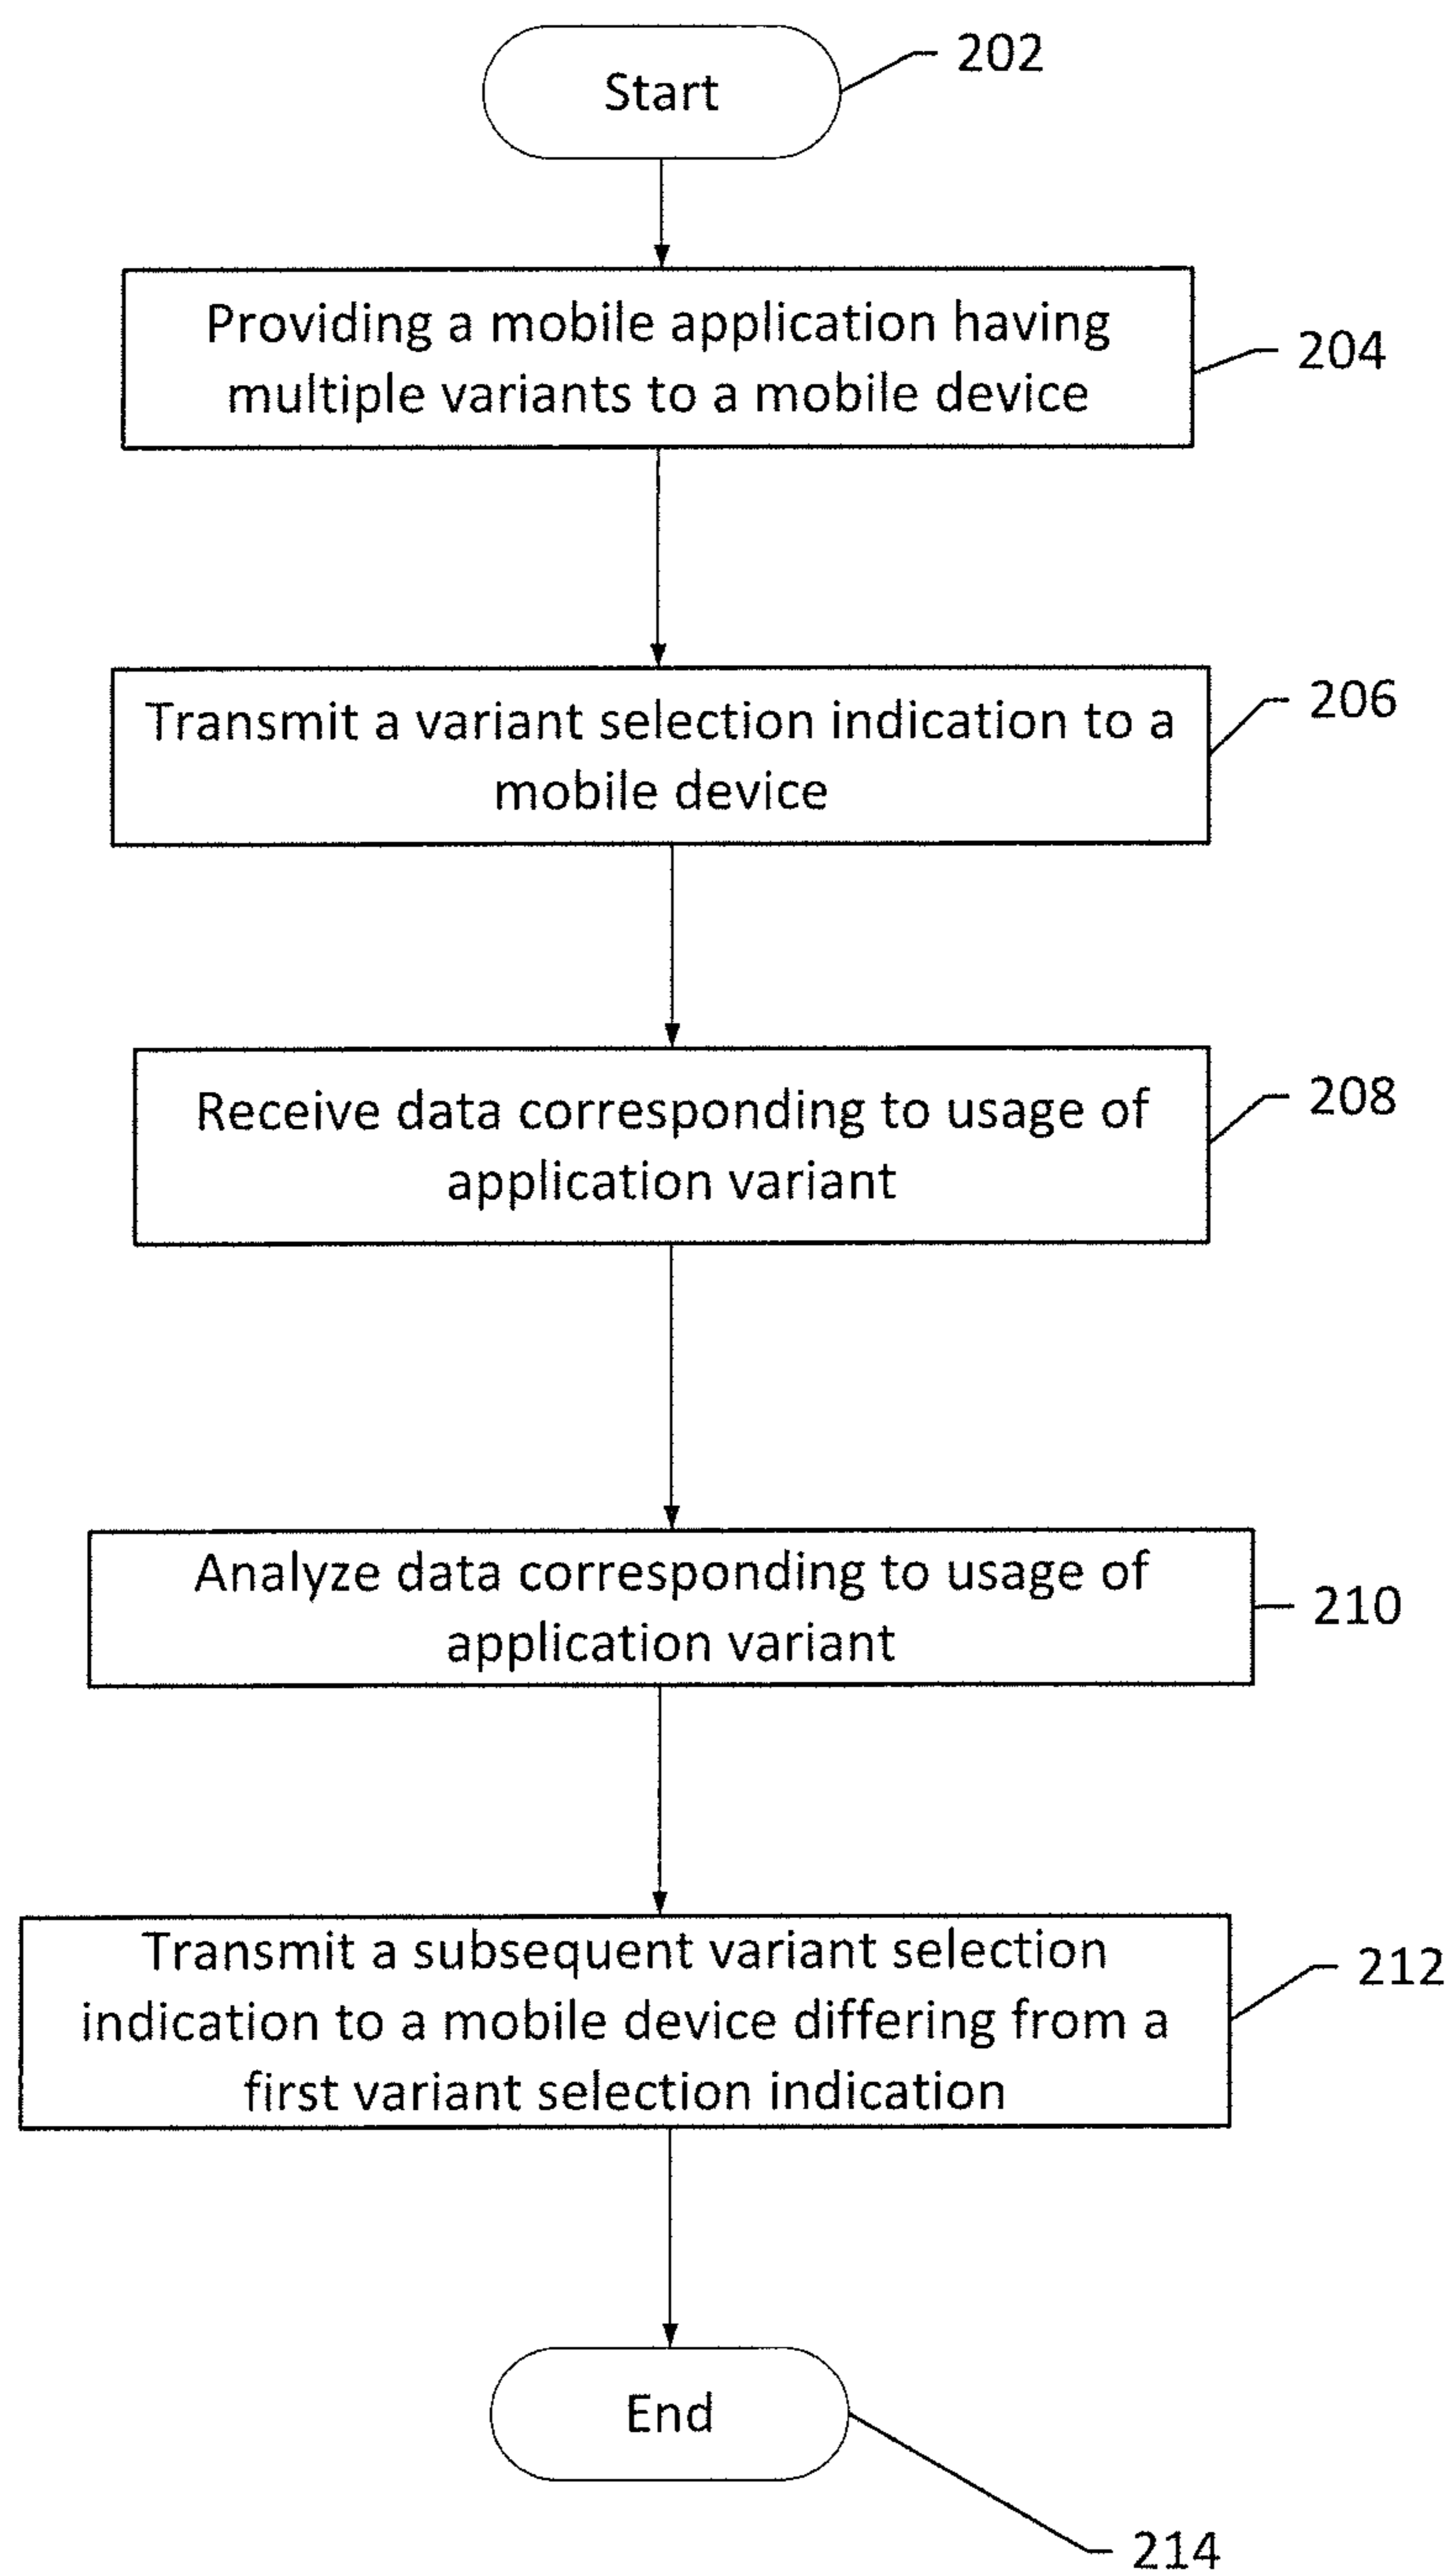 Start
202
Providing a mobile application having
multiple variants to a mobile device
204
Transmit a variant selection indication to a
mobile device
206
Receive data corresponding to usage of
application variant
208
Analyze data corresponding to usage of
application variant
210
Transmit a subsequent variant selection
indication to a mobile device differing from a
first variant selection indication
212
End
214